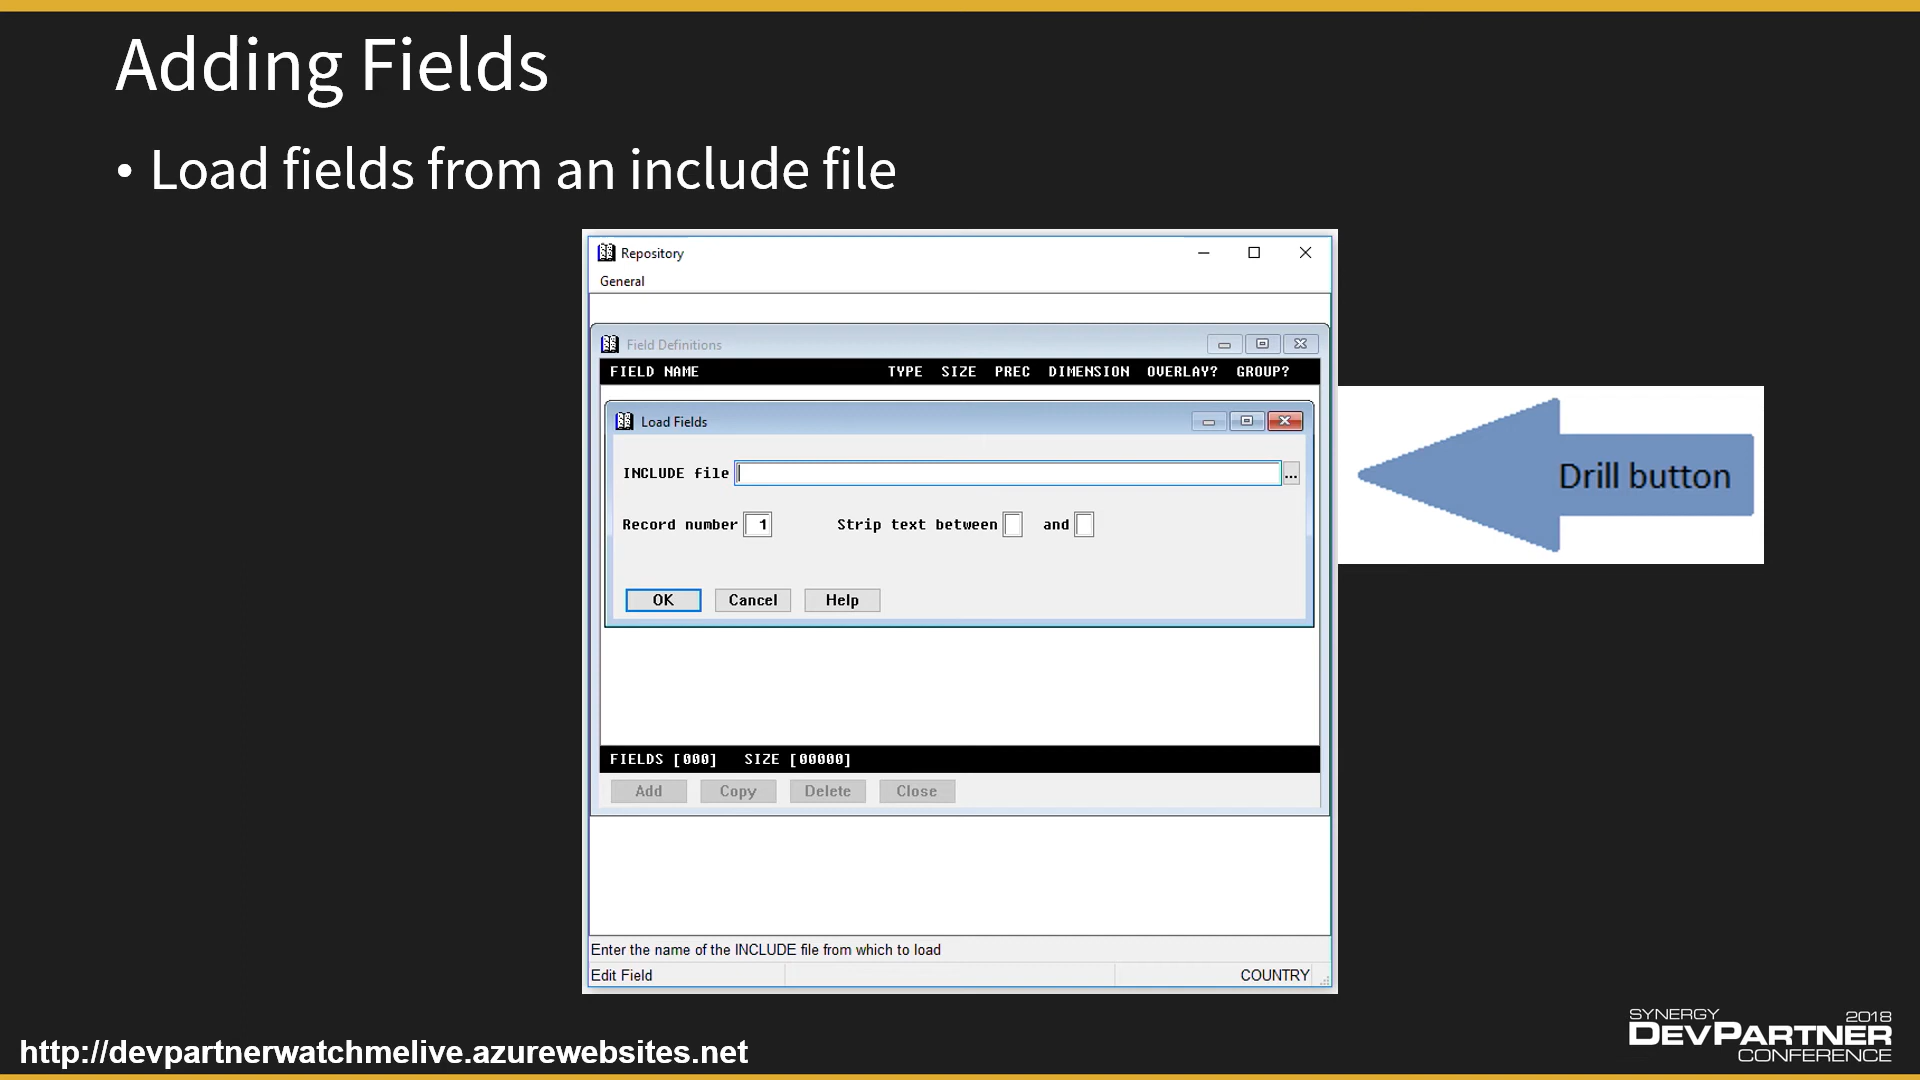 Adding Fields
• Load fields from an include file
Repository
General
Field Definitions
FIELD NAME TYPE SIZE PREC DIMENSION OVERLAY? GROUP?
Load Fields
INCLUDE file ...
Drill button
Record number 1 Strip text between and
OK Cancel Help
FIELDS [000] SIZE [00000]
Add Copy Delete Close
Enter the name of the INCLUDE file from which to load
Edit Field COUNTRY
SYNERGY 2018
DEVPARTNER
CONFERENCE
http://devpartnerwatchmelive.azurewebsites.net